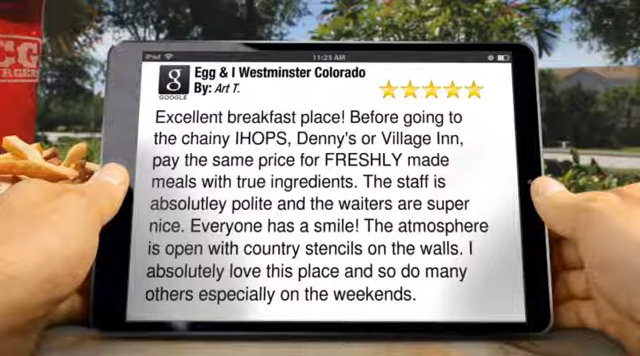 iPod
11:23 AM
Egg & I Westminster Colorado
By: Art T.
g
GOOGLE
Excellent breakfast place! Before going to
the chainy IHOPS, Denny's or Village Inn,
pay the same price for FRESHLY made
meals with true ingredients. The staff is
absolutley polite and the waiters are super
nice. Everyone has a smile! The atmosphere
is open with country stencils on the walls. I
absolutely love this place and so do many
others especially on the weekends.
CG